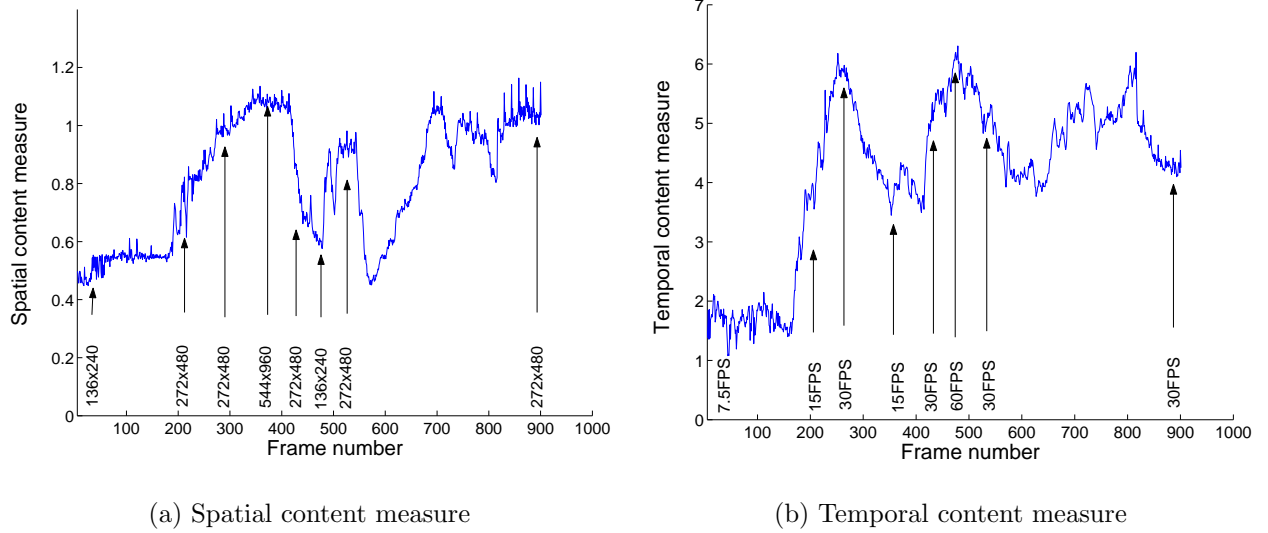 Spatial content measure
1.2
1
0.8
0.6
0.4
0.2
0
136x240
272x480
272x480
544x960
272x480
136x240
272x480
272x480
100 200 300 400 500 600 700 800 900 1000
Frame number
(a) Spatial content measure
Temporal content measure
7
6
5
4
3
2
1
0
7.5FPS
15FPS
30FPS
15FPS
30FPS
60FPS
30FPS
30FPS
100 200 300 400 500 600 700 800 900 1000
Frame number
(b) Temporal content measure